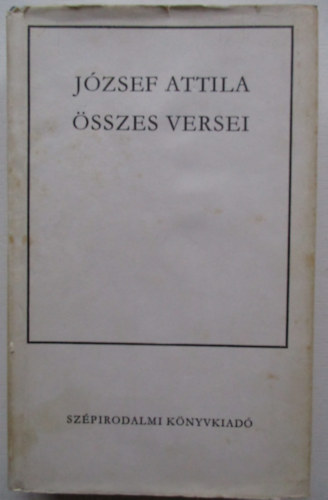 JÓZSEF ATTILA
ÖSSZES VERSEI
SZÉPIRODALMI KÖNYVKIADÓ